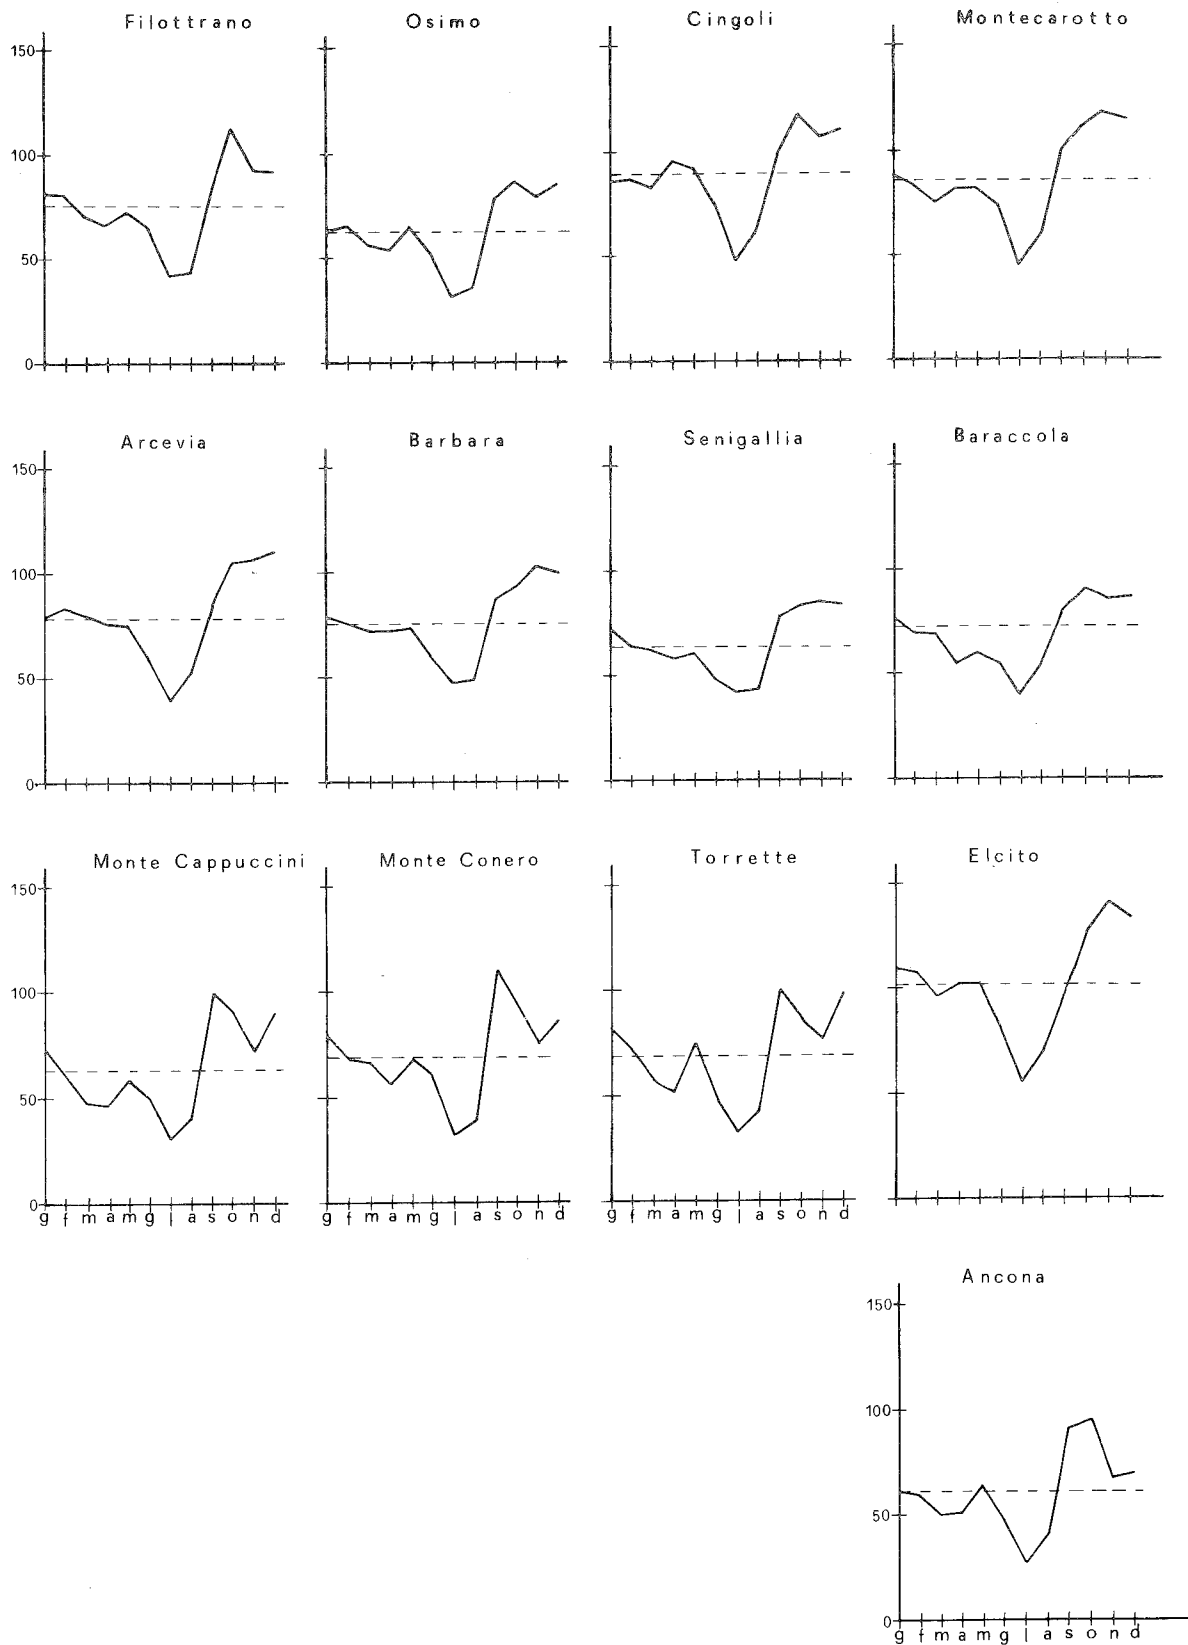 Filottrano Osimo Cingoli Montecarotto
150
100
50
0
Arcevia Barbara Senigallia Baraccola
150
100
50
0
Monte Cappuccini Monte Conero Torrette Elcito
150
100
50
0
g f m a m g l a s o n d g f m a m g l a s o n d g f m a m g l a s o n d
Ancona
150
100
50
0
g f m a m g l a s o n d